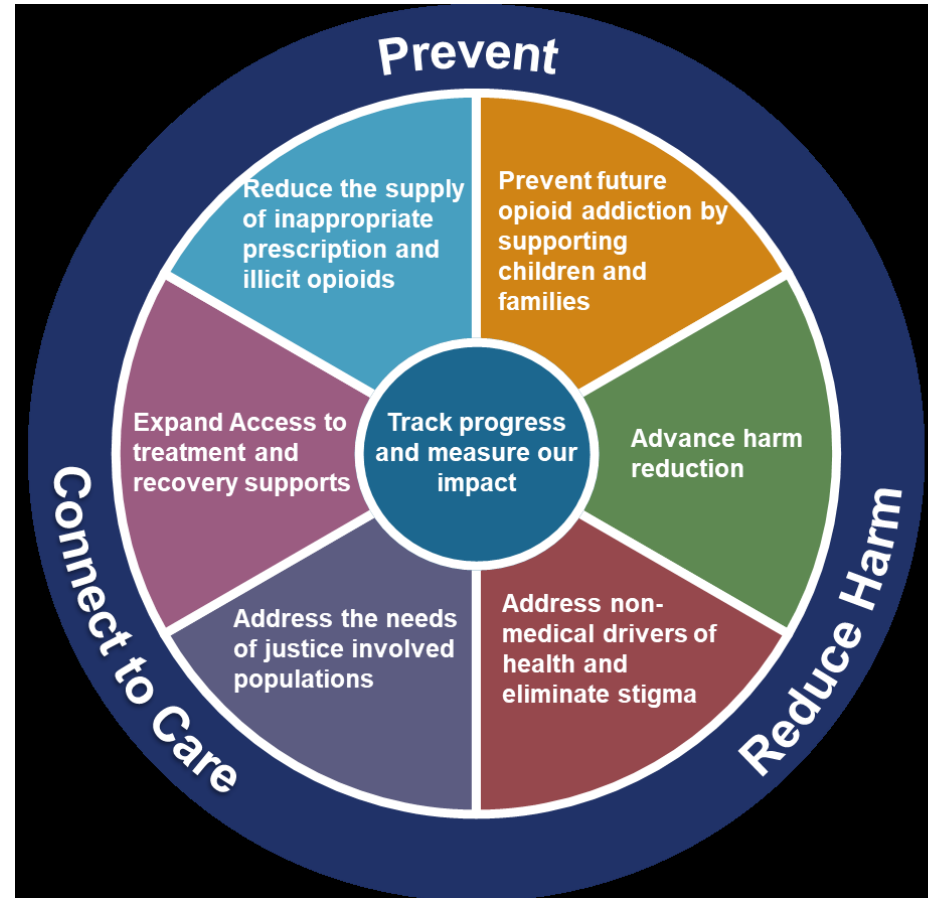 Prevent
Reduce the supply
of inappropriate
prescription and
illicit opioids
Prevent future
opioid addiction by
supporting
children and
families
Expand Access to
treatment and
recovery supports
Track progress
and measure our
impact
Advance harm
reduction
Address the needs
of justice involved
populations
Address non-
medical drivers of
health and
eliminate stigma
Connect to Care
Reduce Harm